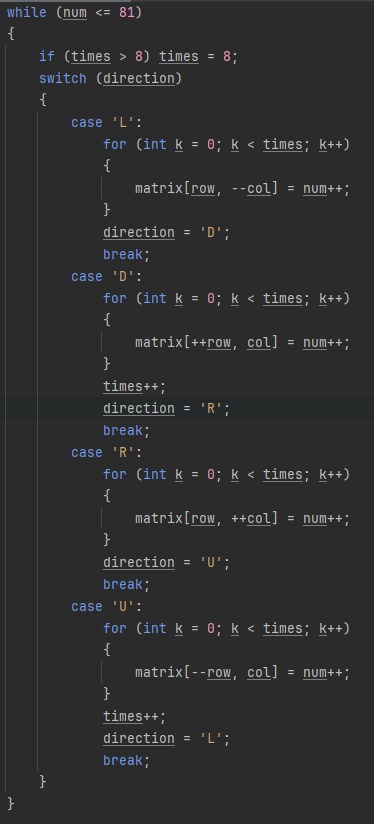 while (num <= 81)
{
    if (times > 8) times = 8;
    switch (direction)
    {
        case 'L':
            for (int k = 0; k < times; k++)
            {
                matrix[row, --col] = num++;
            }
            direction = 'D';
            break;
        case 'D':
            for (int k = 0; k < times; k++)
            {
                matrix[++row, col] = num++;
            }
            times++;
            direction = 'R';
            break;
        case 'R':
            for (int k = 0; k < times; k++)
            {
                matrix[row, ++col] = num++;
            }
            direction = 'U';
            break;
        case 'U':
            for (int k = 0; k < times; k++)
            {
                matrix[--row, col] = num++;
            }
            times++;
            direction = 'L';
            break;
    }
}